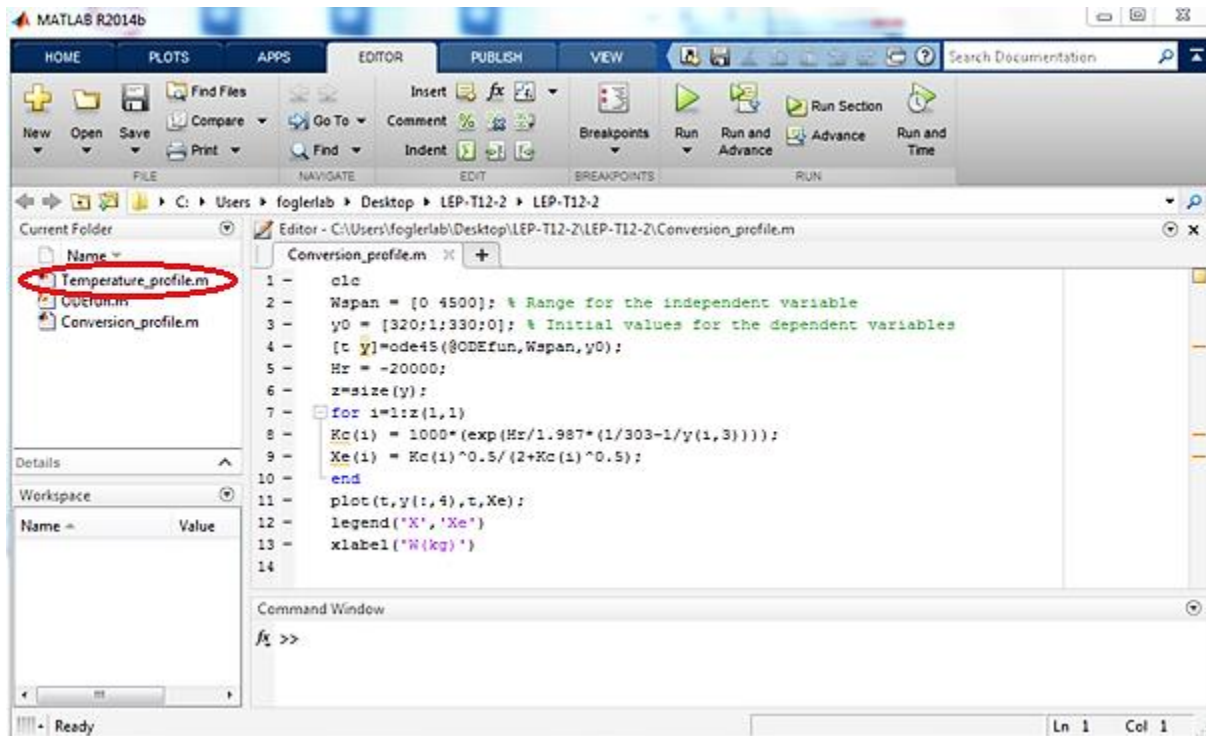 MATLAB R2014b
HOME PLOTS APPS EDITOR PUBLISH VIEW Search Documentation
New Open Save Find Files Compare Print
Go To Find
Insert fx
Comment
Indent
Breakpoints
Run Run and Advance Run Section Advance Run and Time
FILE NAVIGATE EDIT BREAKPOINTS RUN
C: Users foglerlab Desktop LEP-T12-2 LEP-T12-2
Current Folder
Name
Temperature_profile.m
ODEfun.m
Conversion_profile.m
Details
Workspace
Name Value
Editor - C:\Users\foglerlab\Desktop\LEP-T12-2\LEP-T12-2\Conversion_profile.m
Conversion_profile.m
1 - clc
2 - Wspan = [0 4500]; % Range for the independent variable
3 - y0 = [320;1;330;0]; % Initial values for the dependent variables
4 - [t y]=ode45(@ODEfun,Wspan,y0);
5 - Hr = -20000;
6 - z=size(y);
7 - for i=1:z(1,1)
8 - Kc(i) = 1000*(exp(Hr/1.987*(1/303-1/y(i,3))));
9 - Xe(i) = Kc(i)^0.5/(2+Kc(i)^0.5);
10 - end
11 - plot(t,y(:,4),t,Xe);
12 - legend('X','Xe')
13 - xlabel('W(kg)')
14
Command Window
fx >>
Ready
Ln 1 Col 1